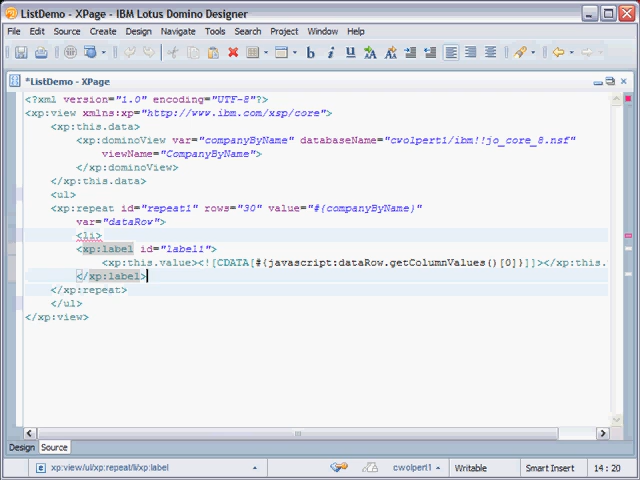 ListDemo - XPage - IBM Lotus Domino Designer
File Edit View Search Create Design Navigate Tools Search Project Window Help
b i u
*ListDemo - XPage
<?xml version="1.0" encoding="UTF-8"?>
<xp:view xmlns:xp="http://www.ibm.com/xsp/core">
<xp:this.data>
<xp:dominoView var="companyByName" databaseName="cwolpert1/ibm!!jo_core_8.nsf"
viewName="CompanyByName">
</xp:dominoView>
</xp:this.data>
<ul>
<xp:repeat id="repeat1" rows="30" value="#{companyByName}"
var="dataRow">
<li>
<xp:label id="label1">
<xp:this.value><![CDATA[#{javascript:dataRow.getColumnValues()[0]}]]></xp:this.
</xp:label>
</xp:repeat>
</ul>
</xp:view>
Design Source
xp:view/ul/xp:repeat/li/xp:label cwolpert1 Writable Smart Insert 14 : 20